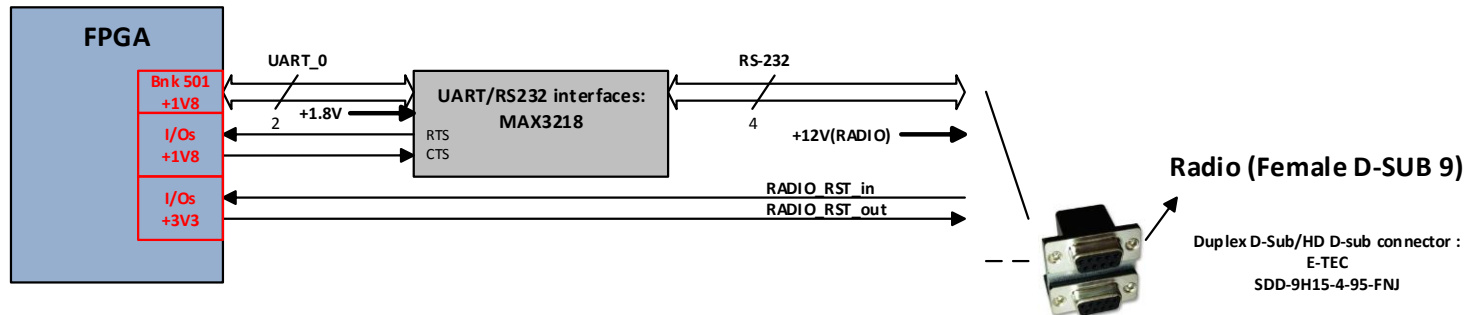 FPGA
Bnk 501
+1V8
I/Os
+1V8
I/Os
+3V3
UART_0
2
+1.8V
UART/RS232 interfaces:
MAX3218
RTS
CTS
RS-232
4
+12V(RADIO)
RADIO_RST_in
RADIO_RST_out
Radio (Female D-SUB 9)
Duplex D-Sub/HD D-sub connector :
E-TEC
SDD-9H15-4-95-FNJ